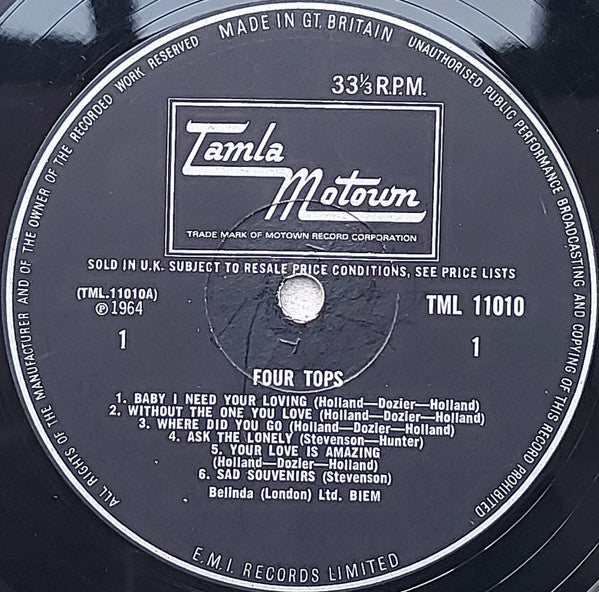 MADE IN GT. BRITAIN
UNAUTHORISED PUBLIC PERFORMANCE BROADCASTING AND COPYING OF THIS RECORD PROHIBITED
ALL RIGHTS OF THE MANUFACTURER AND OF THE OWNER OF THE RECORDED WORK RESERVED
33⅓ R.P.M.
Tamla
Motown
TRADE MARK OF MOTOWN RECORD CORPORATION
SOLD IN U.K. SUBJECT TO RESALE PRICE CONDITIONS, SEE PRICE LISTS
(TML.11010A)
℗ 1964
1
TML 11010
1
FOUR TOPS
1. BABY I NEED YOUR LOVING (Holland—Dozier—Holland)
2. WITHOUT THE ONE YOU LOVE (Holland—Dozier—Holland)
3. WHERE DID YOU GO (Holland—Dozier—Holland)
4. ASK THE LONELY (Stevenson—Hunter)
5. YOUR LOVE IS AMAZING
(Holland—Dozier—Holland)
6. SAD SOUVENIRS (Stevenson)
Belinda (London) Ltd. BIEM
E.M.I. RECORDS LIMITED